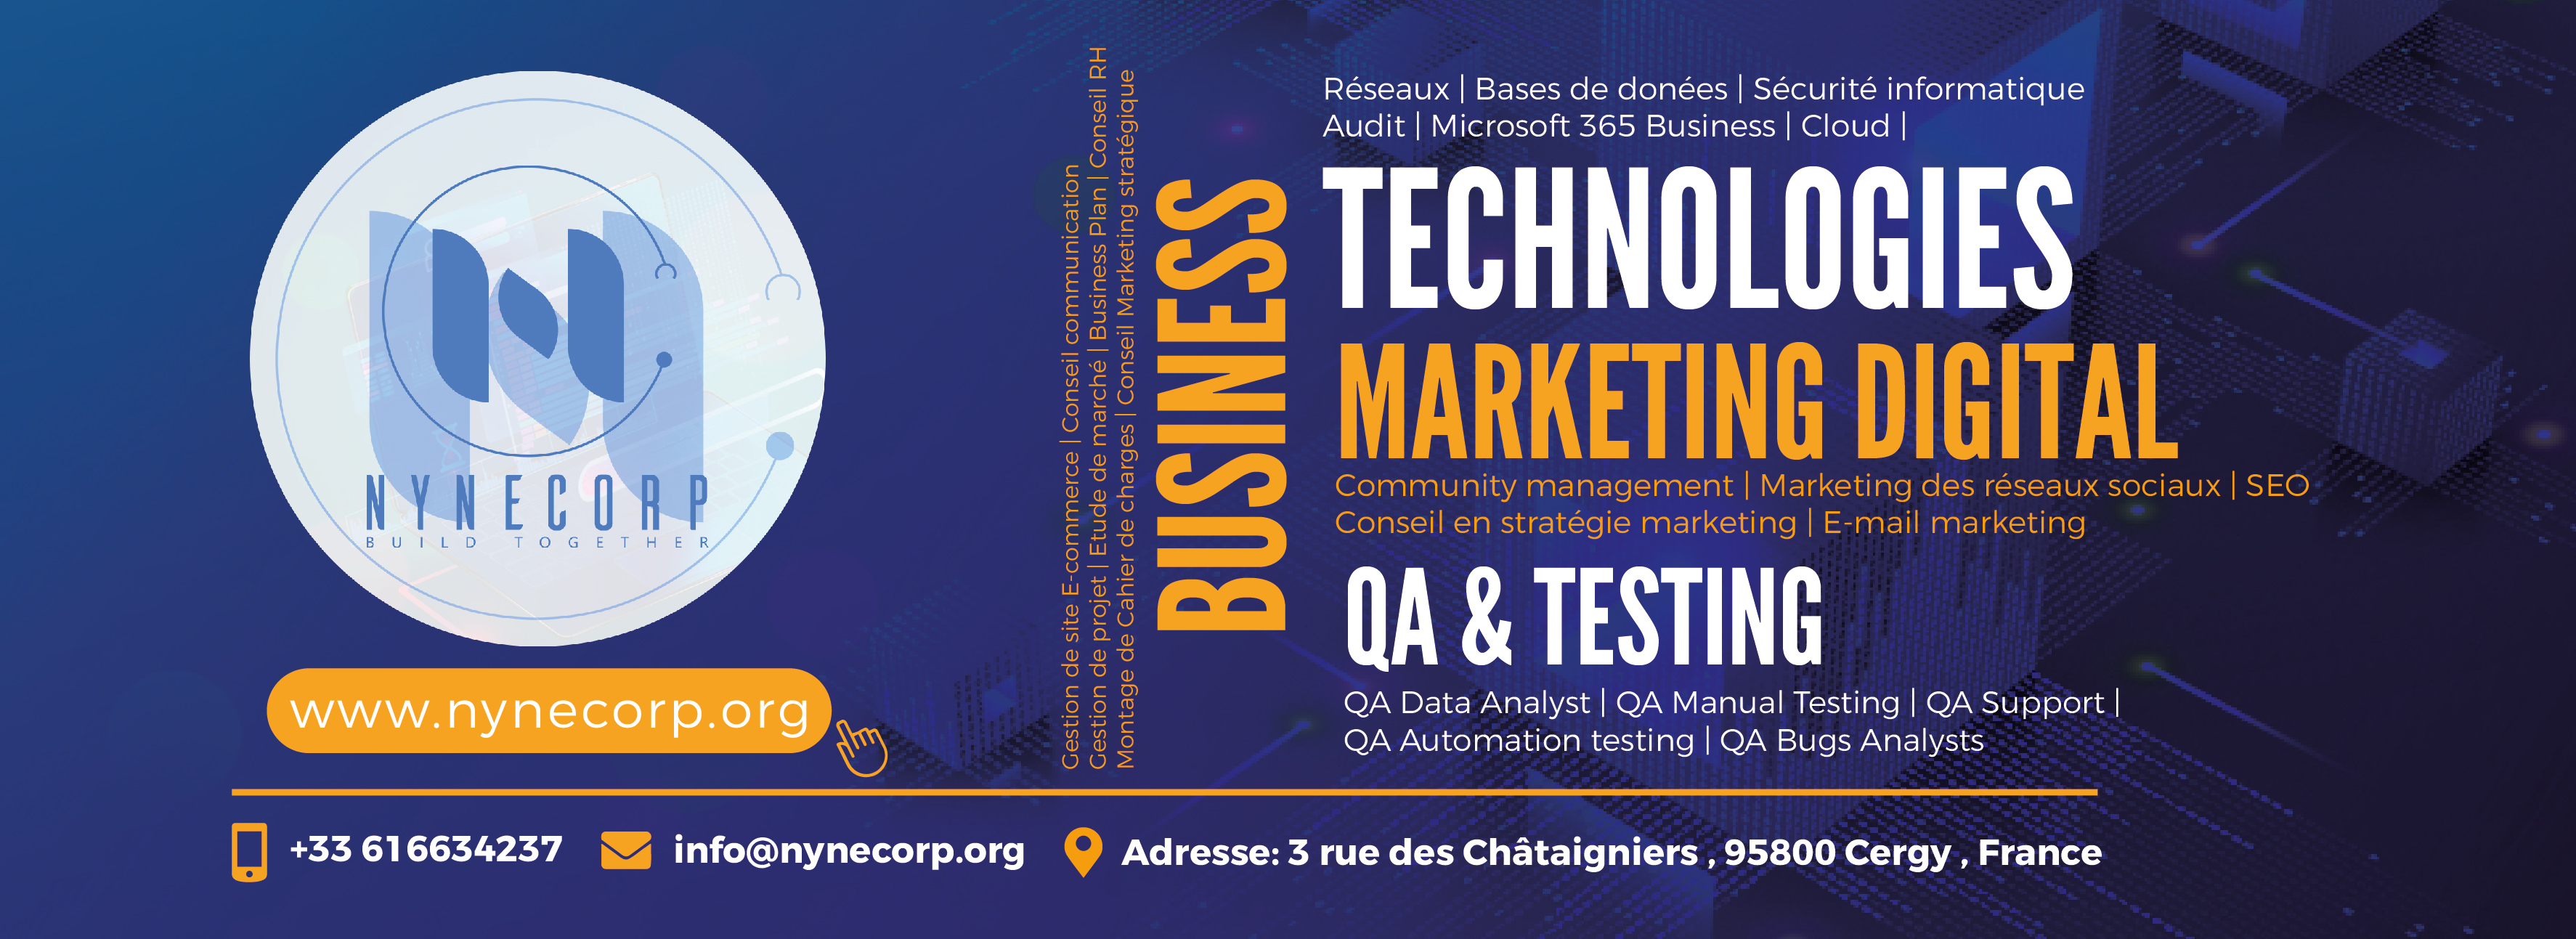 NYNECORP
BUILD TOGETHER
www.nynecorp.org
Gestion de site E-commerce | Conseil communication
Gestion de projet | Etude de marché | Business Plan | Conseil RH
Montage de Cahier de charges | Conseil Marketing stratégique
BUSINESS
Réseaux | Bases de donées | Sécurité informatique
Audit | Microsoft 365 Business | Cloud |
TECHNOLOGIES
MARKETING DIGITAL
Community management | Marketing des réseaux sociaux | SEO
Conseil en stratégie marketing | E-mail marketing
QA & TESTING
QA Data Analyst | QA Manual Testing | QA Support |
QA Automation testing | QA Bugs Analysts
+33 616634237
info@nynecorp.org
Adresse: 3 rue des Châtaigniers , 95800 Cergy , France